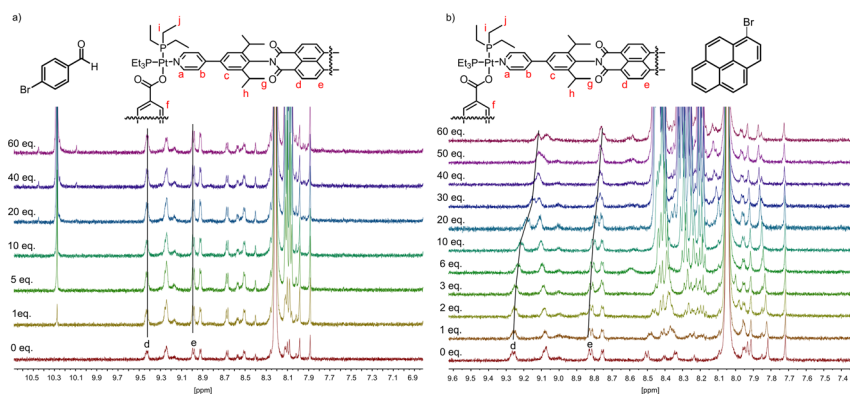 a)
O
H
Br
i
j
P
Et₃P
Pt
N
O
O
a
b
c
g
h
f
N
O
O
d
e
60 eq.
40 eq.
20 eq.
10 eq.
5 eq.
1eq.
0 eq.
d
e
10.5 10.3 10.1 9.9 9.7 9.5 9.3 9.1 8.9 8.7 8.5 8.3 8.1 7.9 7.7 7.5 7.3 7.1 6.9
[ppm]
b)
i
j
P
Et₃P
Pt
N
O
O
a
b
c
g
h
f
N
O
O
d
e
Br
60 eq.
50 eq.
40 eq.
30 eq.
20 eq.
10 eq.
6 eq.
3 eq.
2 eq.
1 eq.
0 eq.
d
e
9.6 9.5 9.4 9.3 9.2 9.1 9.0 8.9 8.8 8.7 8.6 8.5 8.4 8.3 8.2 8.1 8.0 7.9 7.8 7.7 7.6 7.5 7.4
[ppm]